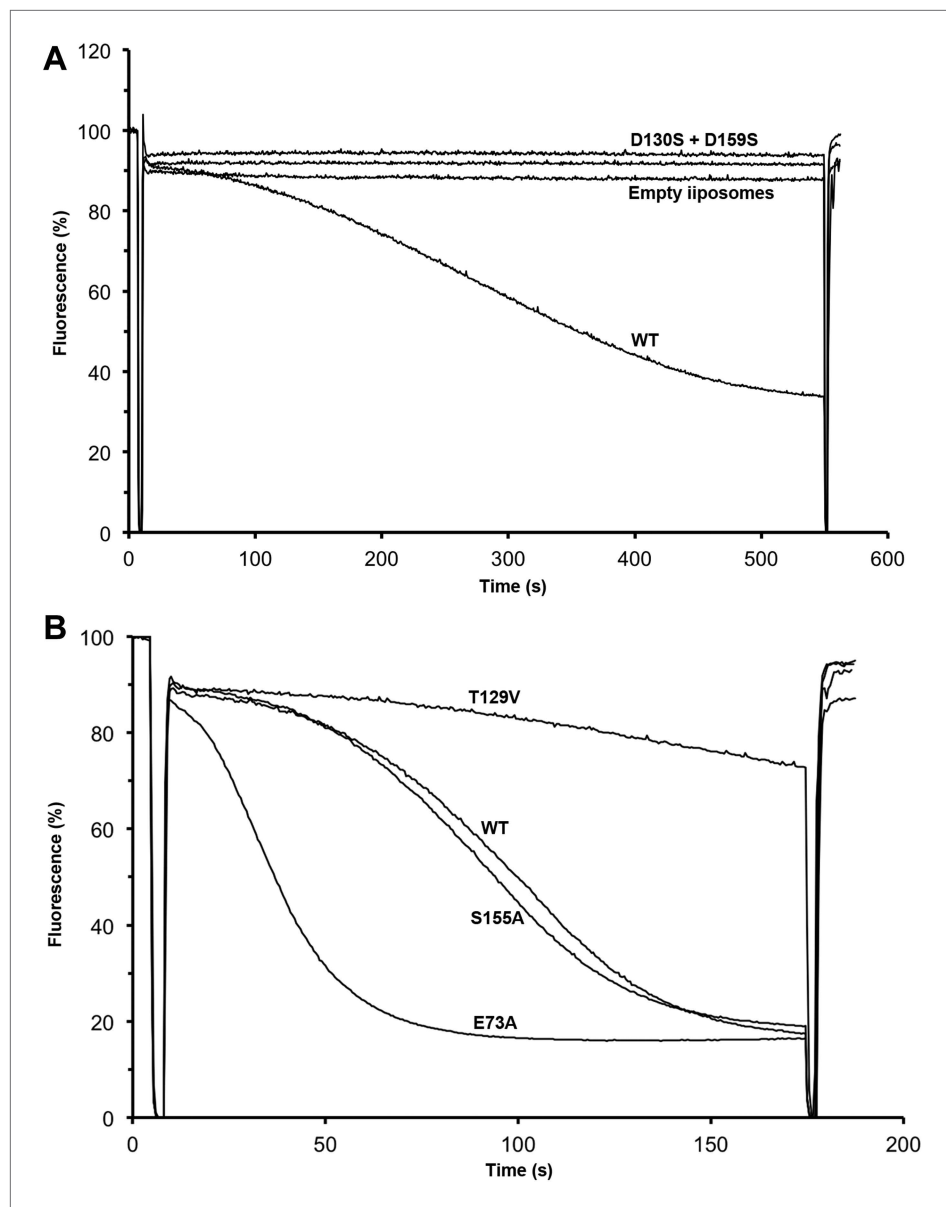 A
120
100
80
60
40
20
0
Fluorescence (%)
D130S + D159S
Empty iiposomes
WT
0 100 200 300 400 500 600
Time (s)
B
100
80
60
40
20
0
Fluorescence (%)
T129V
WT
S155A
E73A
0 50 100 150 200
Time (s)